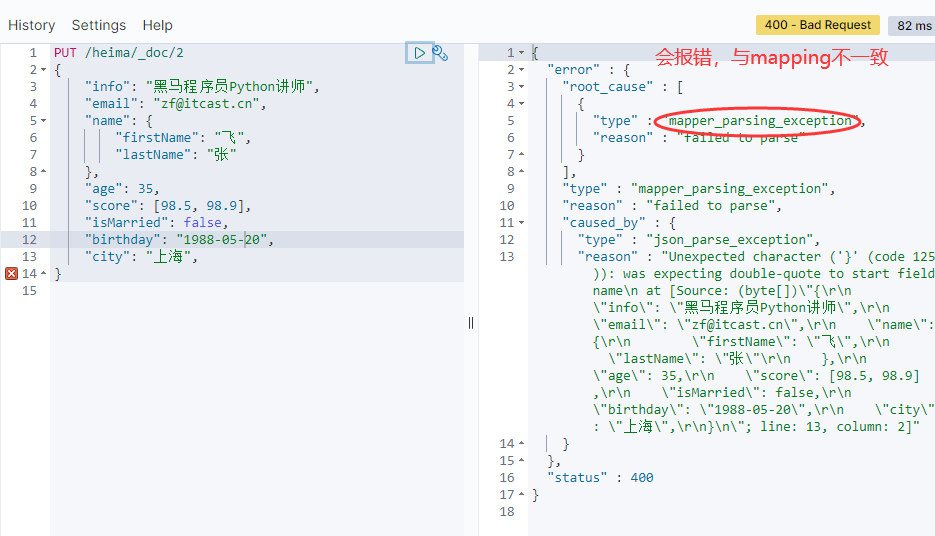 History Settings Help
400 - Bad Request
82 ms
1 PUT /heima/_doc/2
2 {
3 "info": "黑马程序员Python讲师",
4 "email": "zf@itcast.cn",
5 "name": {
6 "firstName": "飞",
7 "lastName": "张"
8 },
9 "age": 35,
10 "score": [98.5, 98.9],
11 "isMarried": false,
12 "birthday": "1988-05-20",
13 "city": "上海",
14 }
15
会报错，与mapping不一致
1 {
2 "error" : {
3 "root_cause" : [
4 {
5 "type" : "mapper_parsing_exception",
6 "reason" : "failed to parse"
7 }
8 ],
9 "type" : "mapper_parsing_exception",
10 "reason" : "failed to parse",
11 "caused_by" : {
12 "type" : "json_parse_exception",
13 "reason" : "Unexpected character ('}' (code 125
)): was expecting double-quote to start field
name\n at [Source: (byte[])\"{\r\n
\"info\": \"黑马程序员Python讲师\",\r\n
\"email\": \"zf@itcast.cn\",\r\n \"name\":
{\r\n \"firstName\": \"飞\",\r\n
\"lastName\": \"张\"\r\n },\r\n
\"age\": 35,\r\n \"score\": [98.5, 98.9]
,\r\n \"isMarried\": false,\r\n
\"birthday\": \"1988-05-20\",\r\n \"city\"
: \"上海\",\r\n}\n\"; line: 13, column: 2]"
14 }
15 },
16 "status" : 400
17 }
18